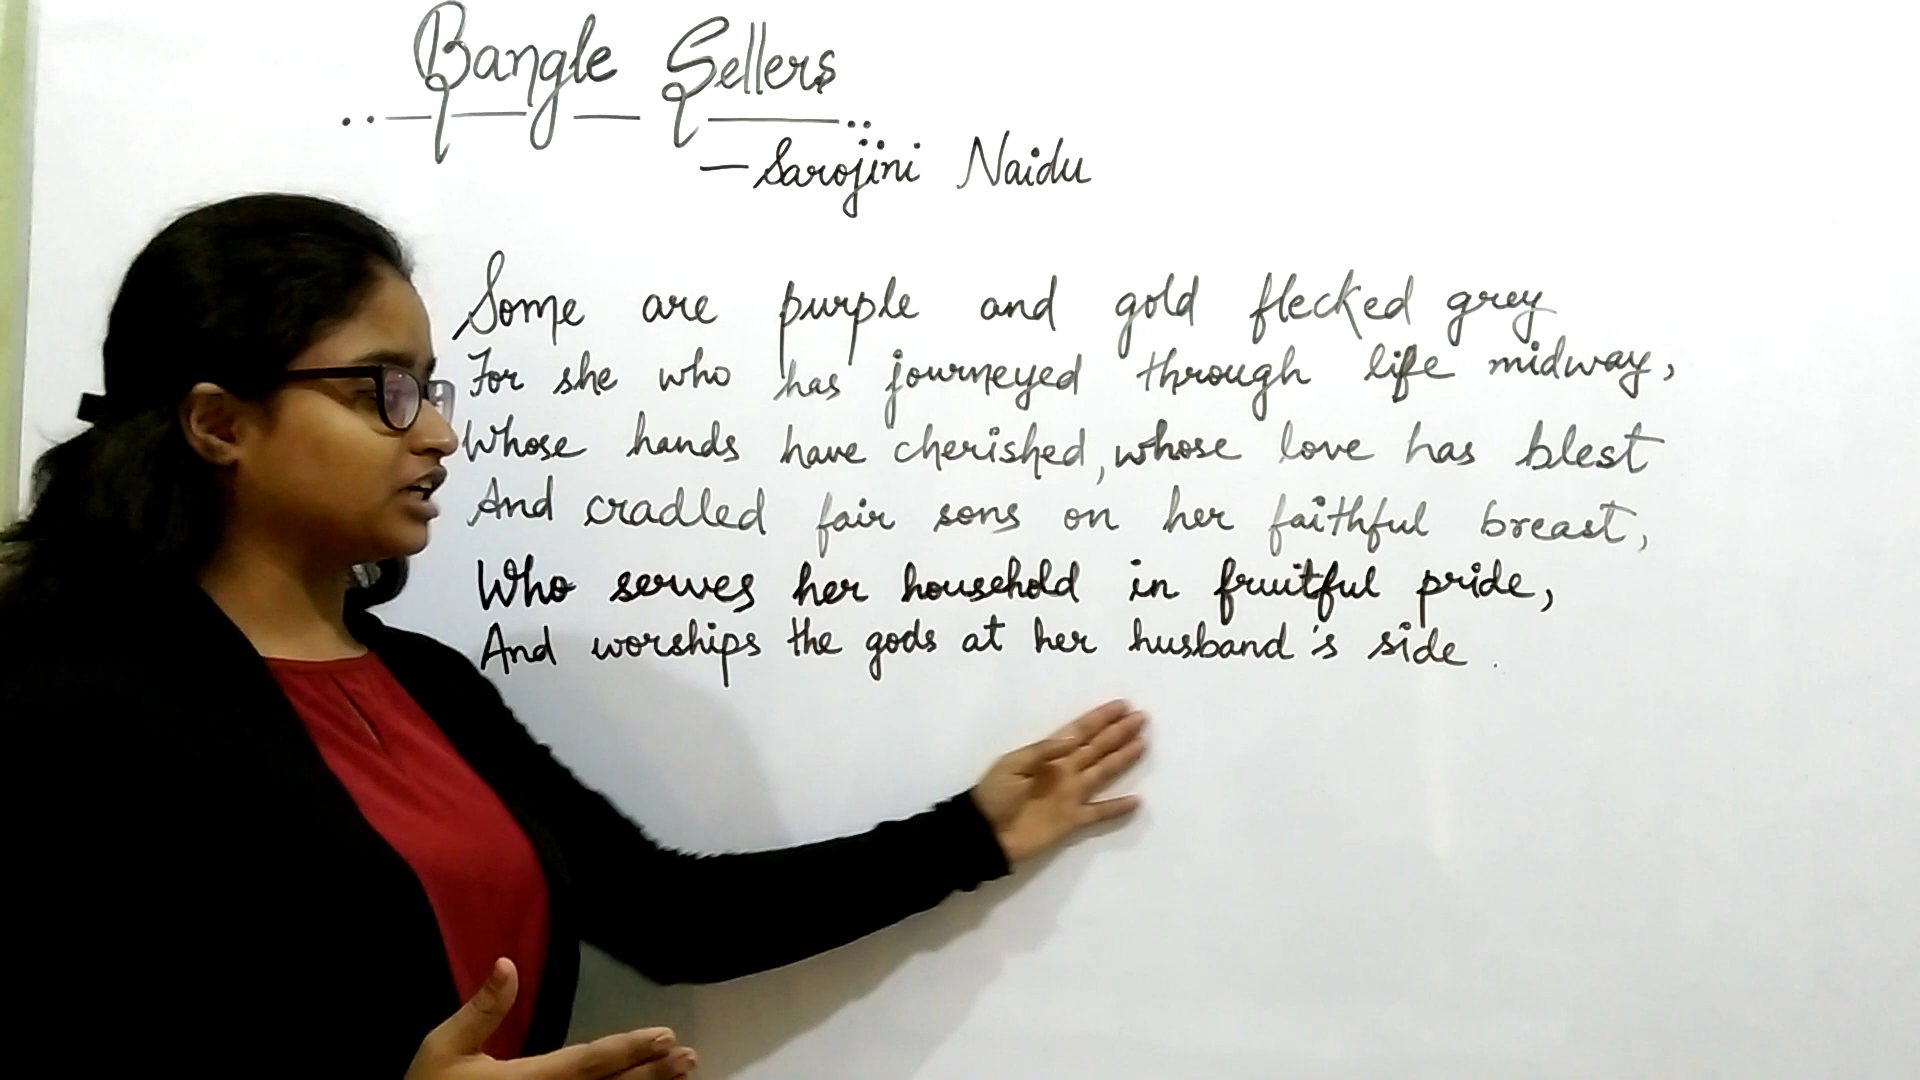 Bangle Sellers
— Sarojini Naidu
Some are purple and gold flecked grey
For she who has journeyed through life midway,
Whose hands have cherished, whose love has blest
And cradled fair sons on her faithful breast,
Who serves her household in fruitful pride,
And worships the gods at her husband's side.